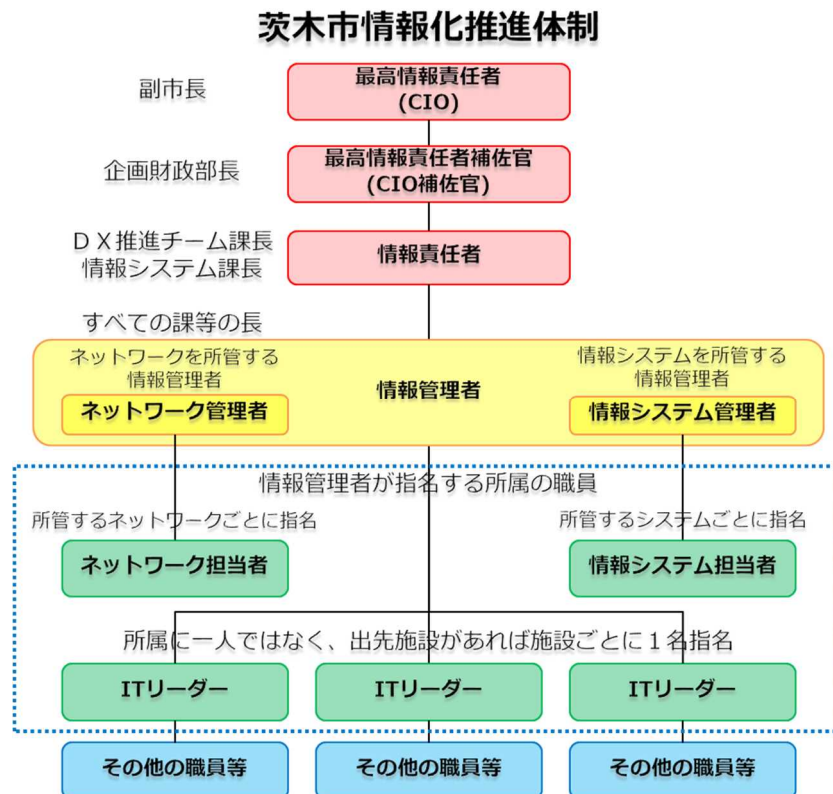 茨木市情報化推進体制
副市長
最高情報責任者
(CIO)
企画財政部長
最高情報責任者補佐官
(CIO補佐官)
ＤＸ推進チーム課長
情報システム課長
情報責任者
すべての課等の長
ネットワークを所管する
情報管理者
ネットワーク管理者
情報管理者
情報システムを所管する
情報管理者
情報システム管理者
情報管理者が指名する所属の職員
所管するネットワークごとに指名
所管するシステムごとに指名
ネットワーク担当者
情報システム担当者
所属に一人ではなく、出先施設があれば施設ごとに１名指名
ITリーダー
ITリーダー
ITリーダー
その他の職員等
その他の職員等
その他の職員等